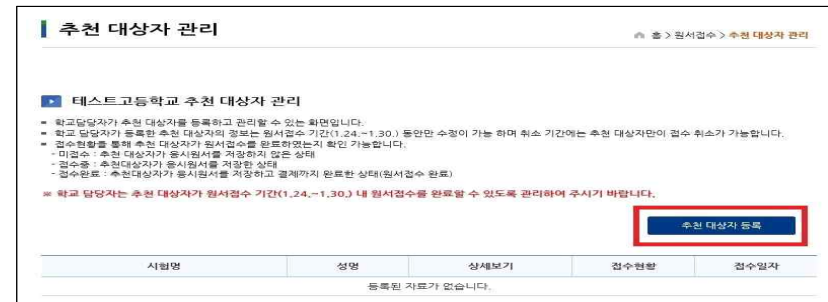 추천 대상자 관리
홈 > 원서접수 > 추천 대상자 관리
테스트고등학교 추천 대상자 관리
학교담당자가 추천 대상자를 등록하고 관리할 수 있는 화면입니다.
학교 담당자가 등록한 추천 대상자의 정보는 원서접수 기간(1.24.~1.30.) 동안만 수정이 가능 하며 취소 기간에는 추천 대상자만이 접수 취소가 가능합니다.
접수현황를 통해 추천 대상자가 원서접수를 완료하였는지 확인 가능합니다.
- 미접수 : 추천 대상자가 응시원서를 저장하지 않은 상태
- 접수중 : 추천대상자가 응시원서를 저장한 상태
- 접수완료 : 추천대상자가 응시원서를 저장하고 결제까지 완료한 상태(원서접수 완료)
※ 학교 담당자는 추천 대상자가 원서접수 기간(1.24.~1.30.) 내 원서접수를 완료할 수 있도록 관리하여 주시기 바랍니다.
추천 대상자 등록
시험명 성명 상세보기 접수현황 접수일자
등록된 자료가 없습니다.